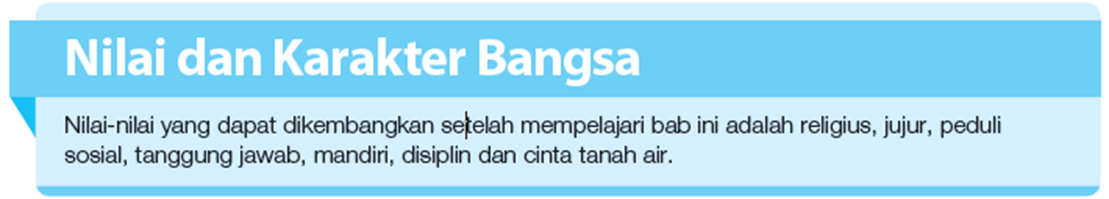 Nilai dan Karakter Bangsa
Nilai-nilai yang dapat dikembangkan setelah mempelajari bab ini adalah religius, jujur, peduli
sosial, tanggung jawab, mandiri, disiplin dan cinta tanah air.